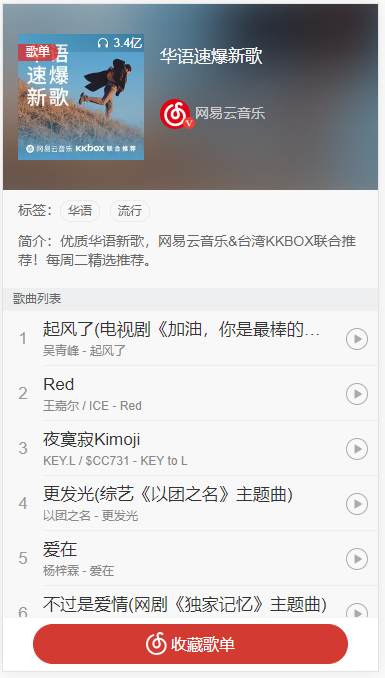 歌单
3.4亿
华语
速爆
新歌
网易云音乐 KKBOX 联合推荐
华语速爆新歌
网易云音乐
标签： 华语 流行
简介：优质华语新歌，网易云音乐&台湾KKBOX联合推
荐！每周二精选推荐。
歌曲列表
1 起风了(电视剧《加油，你是最棒的…
吴青峰 - 起风了
2 Red
王嘉尔 / ICE - Red
3 夜寞寂Kimoji
KEY.L / $CC731 - KEY to L
4 更发光(综艺《以团之名》主题曲)
以团之名 - 更发光
5 爱在
杨梓霖 - 爱在
6 不过是爱情(网剧《独家记忆》主题曲)
收藏歌单